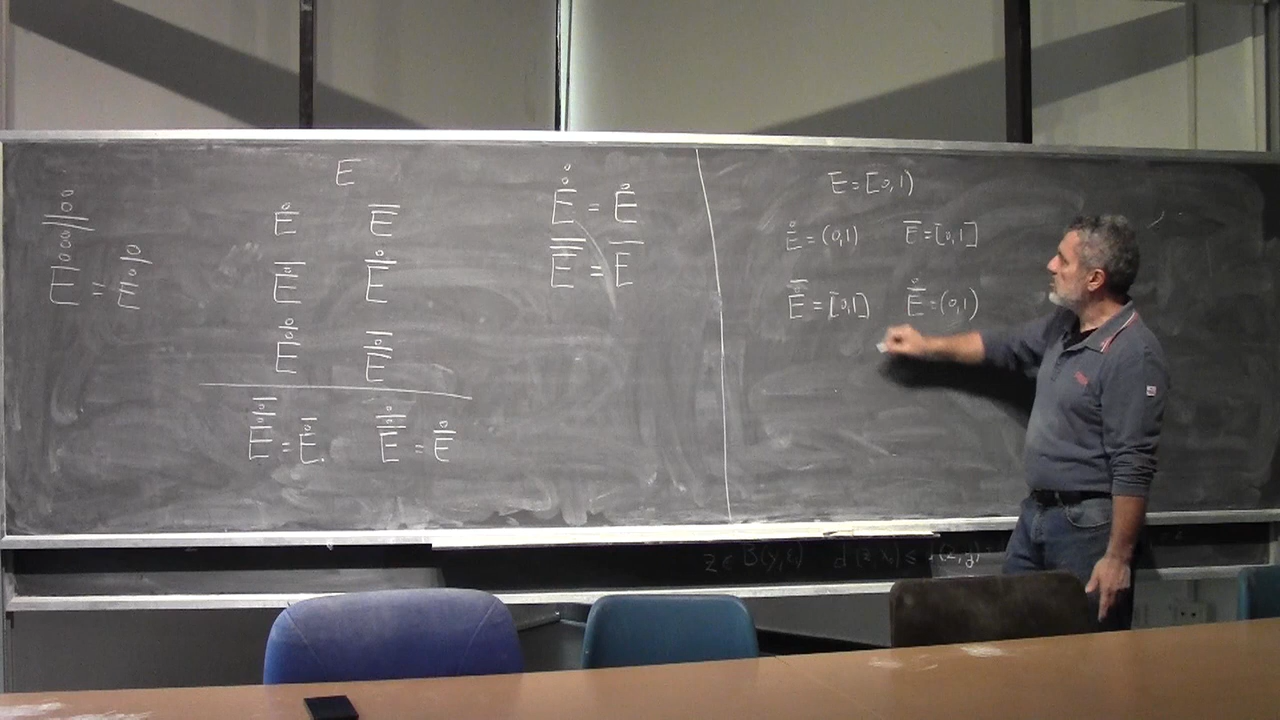 E̊̊̅̅̊ = E̊̅̊
E
E̊ E̅
E̊̅ E̅̊
E̊̅̊ E̅̊̅
E̊̅̊̅ = E̊̅. E̅̊̅̊ = E̅̊
E̊̊ = E̊
E̅̅ = E̅
E = [0,1)
E̊ = (0,1) E̅ = [0,1]
E̊̅ = [0,1] E̅̊ = (0,1)
z ∈ B(y,ε) d(z,x) ≤ d(z,y)